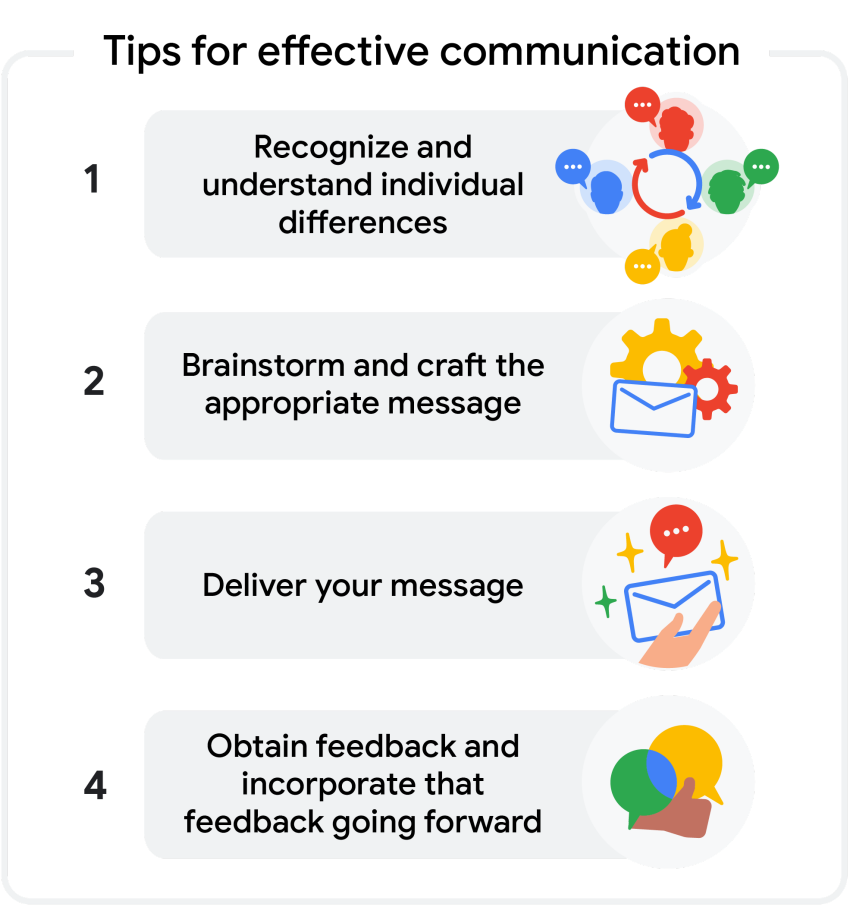 Tips for effective communication
1
Recognize and
understand individual
differences
2
Brainstorm and craft the
appropriate message
3
Deliver your message
4
Obtain feedback and
incorporate that
feedback going forward